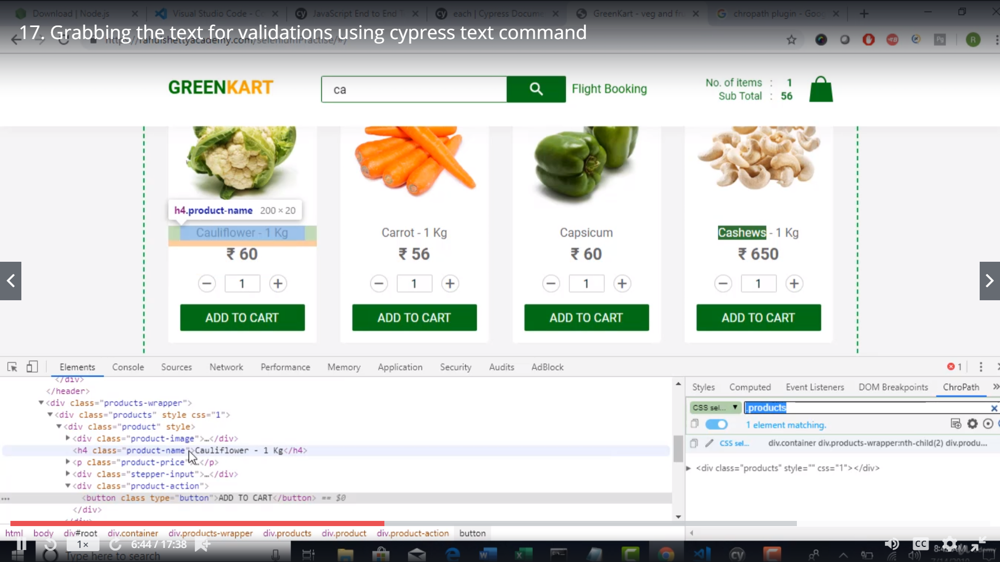 Download | Node.js
Visual Studio Code - C
JavaScript End to End T
each | Cypress Docume
GreenKart - veg and fru
chropath plugin - Goog
17. Grabbing the text for validations using cypress text command
http://rahulshettyacademy.com/seleniumPractise/#/
R
GREENKART
ca
Flight Booking
No. of items : 1
Sub Total : 56
h4.product-name 200 × 20
Cauliflower - 1 Kg
Carrot - 1 Kg
Capsicum
Cashews - 1 Kg
₹ 60
₹ 56
₹ 60
₹ 650
1
1
1
1
ADD TO CART
ADD TO CART
ADD TO CART
ADD TO CART
Elements Console Sources Network Performance Memory Application Security Audits AdBlock
1
</div>
</header>
<div class="products-wrapper">
<div class="products" style css="1">
<div class="product" style>
<div class="product-image">…</div>
<h4 class="product-name">Cauliflower - 1 Kg</h4>
<p class="product-price">…</p>
<div class="stepper-input">…</div>
<div class="product-action">
<button class type="button">ADD TO CART</button> == $0
</div>
Styles Computed Event Listeners DOM Breakpoints ChroPath »
CSS sel... .products
1 element matching.
CSS sel... div.container div.products-wrapper:nth-child(2) div.produ...
<div class="products" style="" css="1"></div>
html body div#root div.container div.products-wrapper div.products div.product div.product-action button
1×
6:44 / 17:38
CC
Type here to search